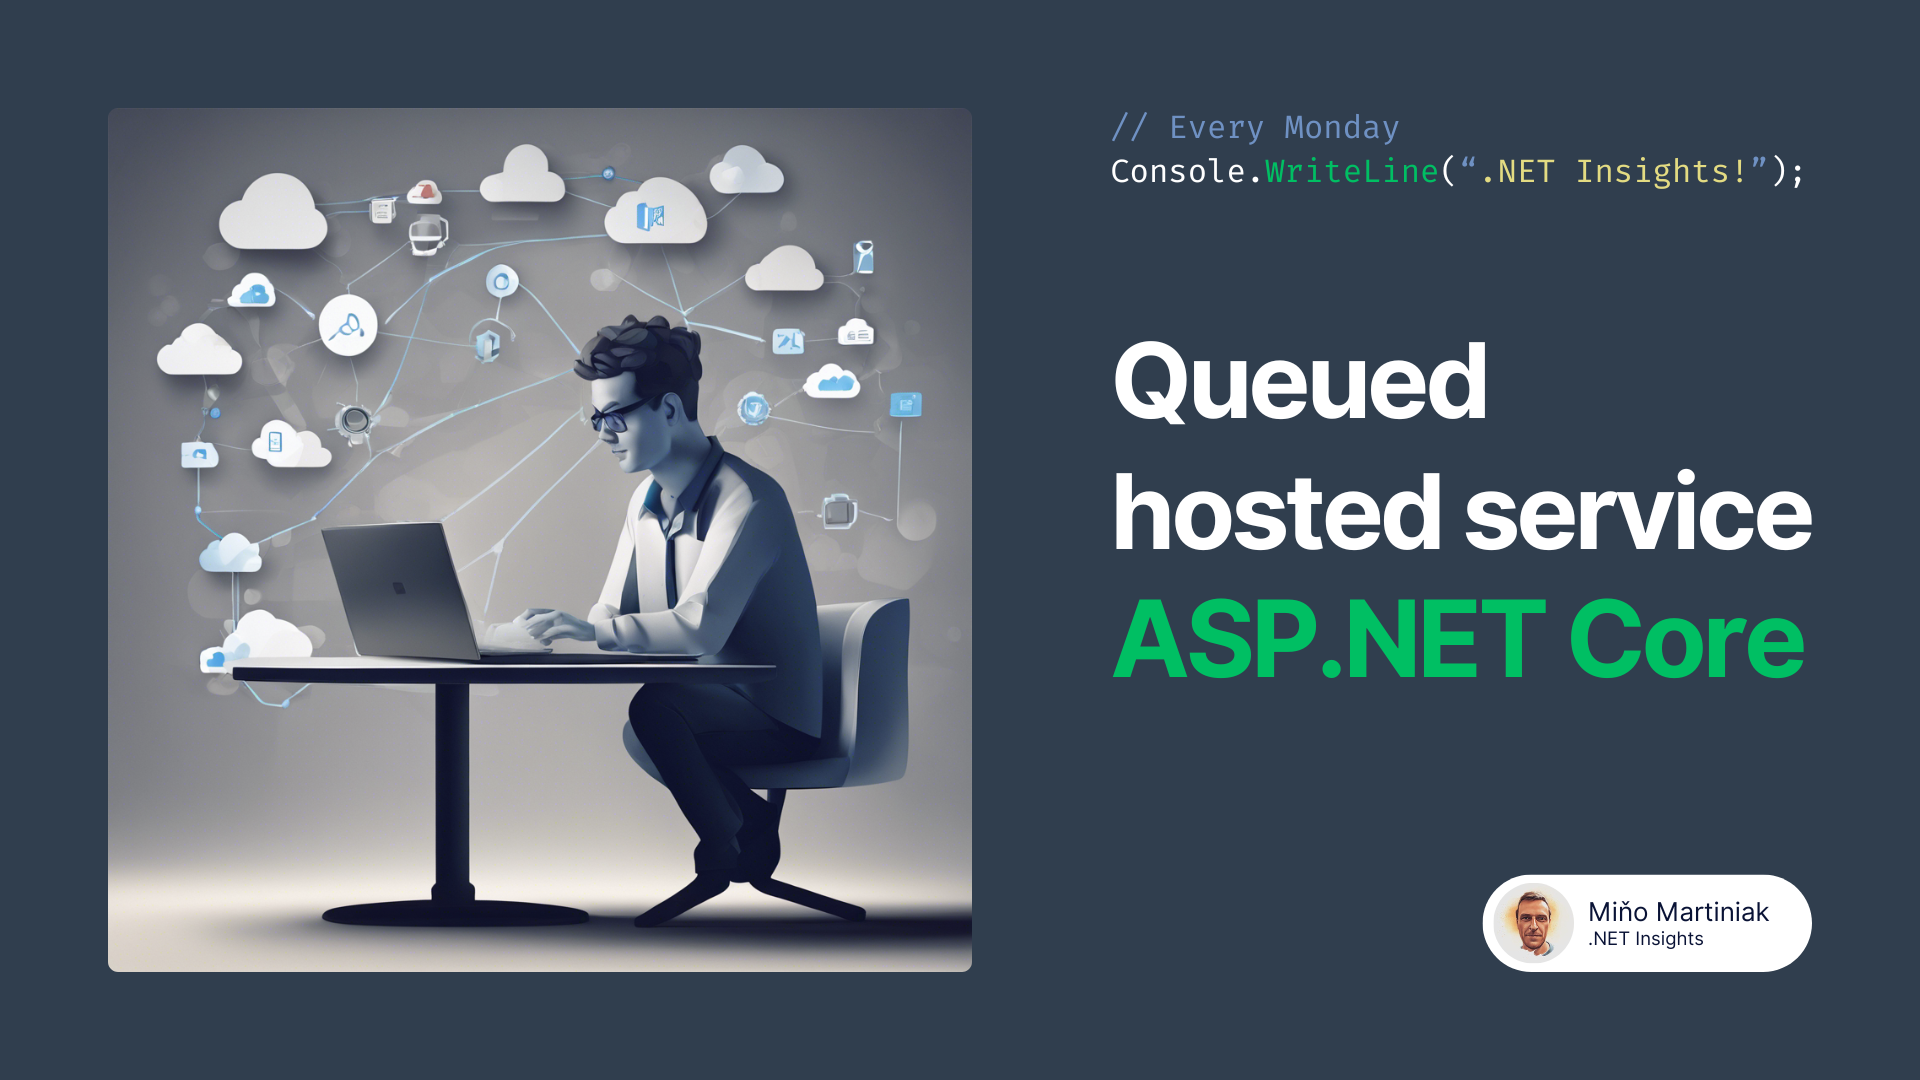 // Every Monday
Console.WriteLine(“.NET Insights!”);
Queued
hosted service
ASP.NET Core
Miňo Martiniak
.NET Insights